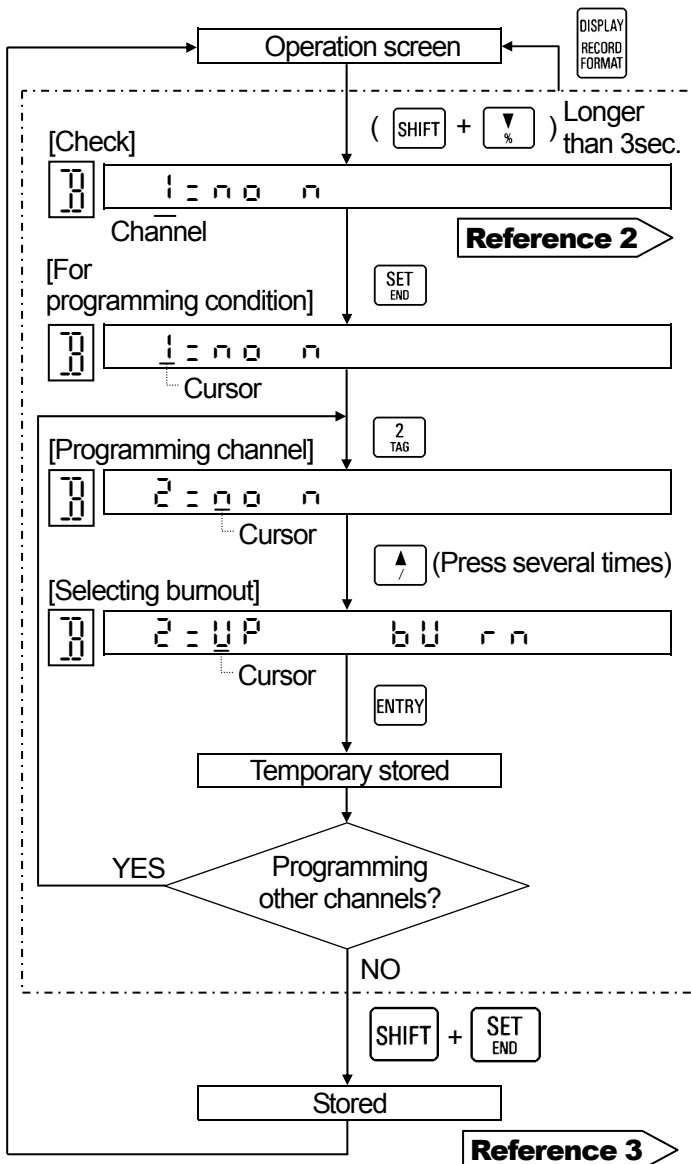 Operation screen
DISPLAY
RECORD
FORMAT
( SHIFT + ▼ % ) Longer
than 3sec.
[Check]
B 1=no n
Channel
Reference 2
[For
programming condition]
SET
END
B 1=no n
Cursor
2
TAG
[Programming channel]
B 2=no n
Cursor
▲ / (Press several times)
[Selecting burnout]
B 2=UP bU rn
Cursor
ENTRY
Temporary stored
YES
Programming
other channels?
NO
SHIFT + SET
END
Stored
Reference 3